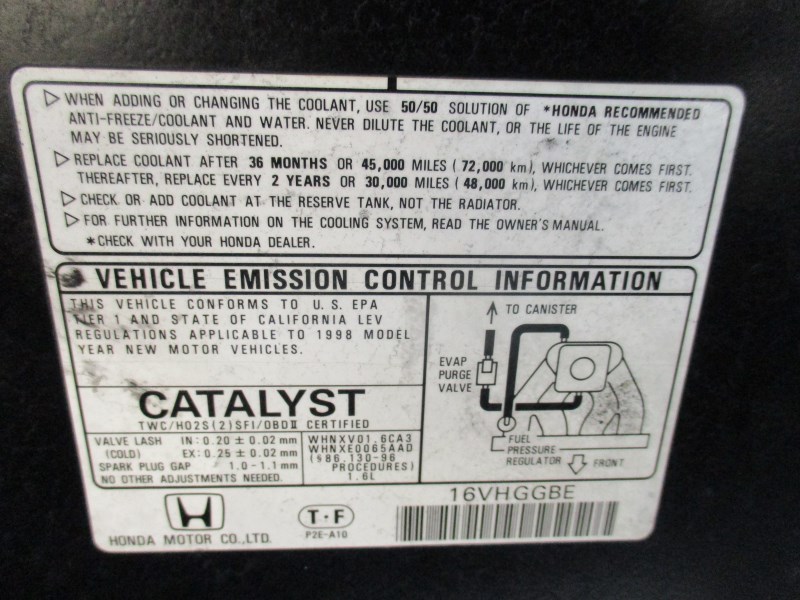 ▷ WHEN ADDING OR CHANGING THE COOLANT, USE 50/50 SOLUTION OF *HONDA RECOMMENDED
ANTI-FREEZE/COOLANT AND WATER. NEVER DILUTE THE COOLANT, OR THE LIFE OF THE ENGINE
MAY BE SERIOUSLY SHORTENED.
▷ REPLACE COOLANT AFTER 36 MONTHS OR 45,000 MILES (72,000 km), WHICHEVER COMES FIRST.
THEREAFTER, REPLACE EVERY 2 YEARS OR 30,000 MILES (48,000 km), WHICHEVER COMES FIRST.
▷ CHECK OR ADD COOLANT AT THE RESERVE TANK, NOT THE RADIATOR.
▷ FOR FURTHER INFORMATION ON THE COOLING SYSTEM, READ THE OWNER'S MANUAL.
*CHECK WITH YOUR HONDA DEALER.
VEHICLE EMISSION CONTROL INFORMATION
THIS VEHICLE CONFORMS TO U.S. EPA
TIER 1 AND STATE OF CALIFORNIA LEV
REGULATIONS APPLICABLE TO 1998 MODEL
YEAR NEW MOTOR VEHICLES.
CATALYST
TWC/HO2S(2)SFI/OBDⅡ CERTIFIED
VALVE LASH IN: 0.20 ± 0.02 mm
(COLD) EX: 0.25 ± 0.02 mm
SPARK PLUG GAP 1.0-1.1 mm
NO OTHER ADJUSTMENTS NEEDED.
WHNXV01.6CA3
WHNXE0065AAD
(§86.130-96
PROCEDURES)
1.6L
TO CANISTER
EVAP
PURGE
VALVE
FUEL
PRESSURE
REGULATOR
FRONT
HONDA MOTOR CO.,LTD.
T·F
P2E-A10
16VHGGBE